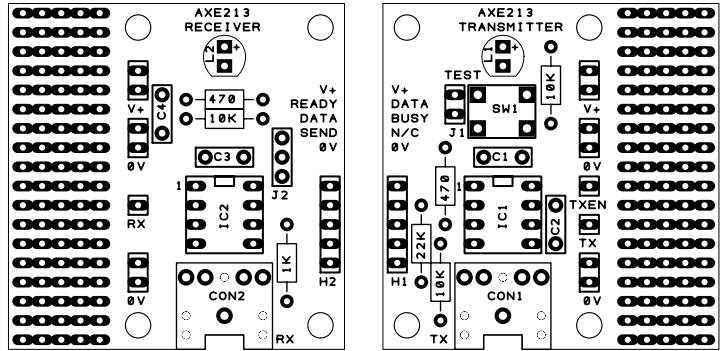 AXE213
RECEIVER
L2 +
V+
C4
470
10K
V+
READY
DATA
SEND
0V
0V
C3
J2
1
IC2
RX
1K
0V
CON2
H2
RX
AXE213
TRANSMITTER
L1 +
TEST
10K
V+
DATA
BUSY
N/C
0V
SW1
J1
V+
C1
0V
470
1
IC1
TXEN
C2
TX
22K
10K
H1
CON1
0V
TX